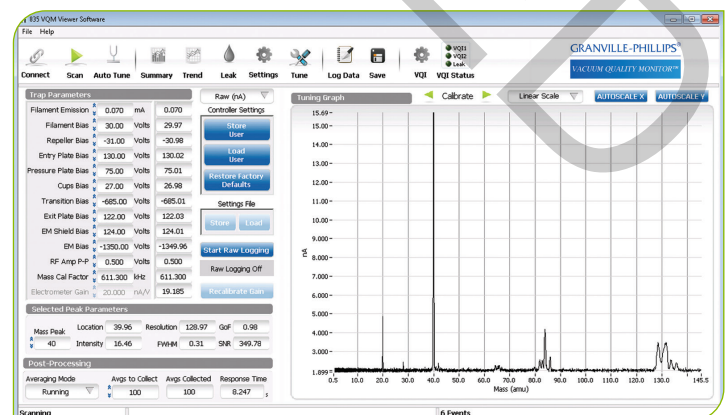 835 VQM Viewer Software
File Help
Connect Scan Auto Tune Summary Trend Leak Settings Tune Log Data Save VQI VQI Status
VQI1
VQI2
Leak
GRANVILLE-PHILLIPS®
VACUUM QUALITY MONITOR™
Trap Parameters
Filament Emission 0.070 mA 0.070
Filament Bias 30.00 Volts 29.97
Repeller Bias -31.00 Volts -30.98
Entry Plate Bias 130.00 Volts 130.02
Pressure Plate Bias 75.00 Volts 75.01
Cups Bias 27.00 Volts 26.98
Transition Bias -685.00 Volts -685.01
Exit Plate Bias 122.00 Volts 122.03
EM Shield Bias 124.00 Volts 124.01
EM Bias -1350.00 Volts -1349.96
RF Amp P-P 0.500 Volts 0.500
Mass Cal Factor 611.300 kHz 611.300
Electrometer Gain 20.000 nA/V 19.185
Raw (nA)
Controller Settings
Store
User
Load
User
Restore Factory
Defaults
Settings File
Store Load
Start Raw Logging
Raw Logging Off
Recalibrate Gain
Selected Peak Parameters
Mass Peak Location 39.96 Resolution 128.97 GoF 0.98
40 Intensity 16.46 FWHM 0.31 SNR 349.78
Post-Processing
Averaging Mode Avgs to Collect Avgs Collected Response Time
Running 100 100 8.247 s
Tuning Graph Calibrate Linear Scale AUTOSCALE X AUTOSCALE Y
15.69
15.00
14.00
13.00
12.00
11.00
10.00
9.000
8.000
7.000
6.000
5.000
4.000
3.000
1.899
nA
0.5 10.0 20.0 30.0 40.0 50.0 60.0 70.0 80.0 90.0 100.0 110.0 120.0 130.0 145.5
Mass (amu)
Scanning 6 Events